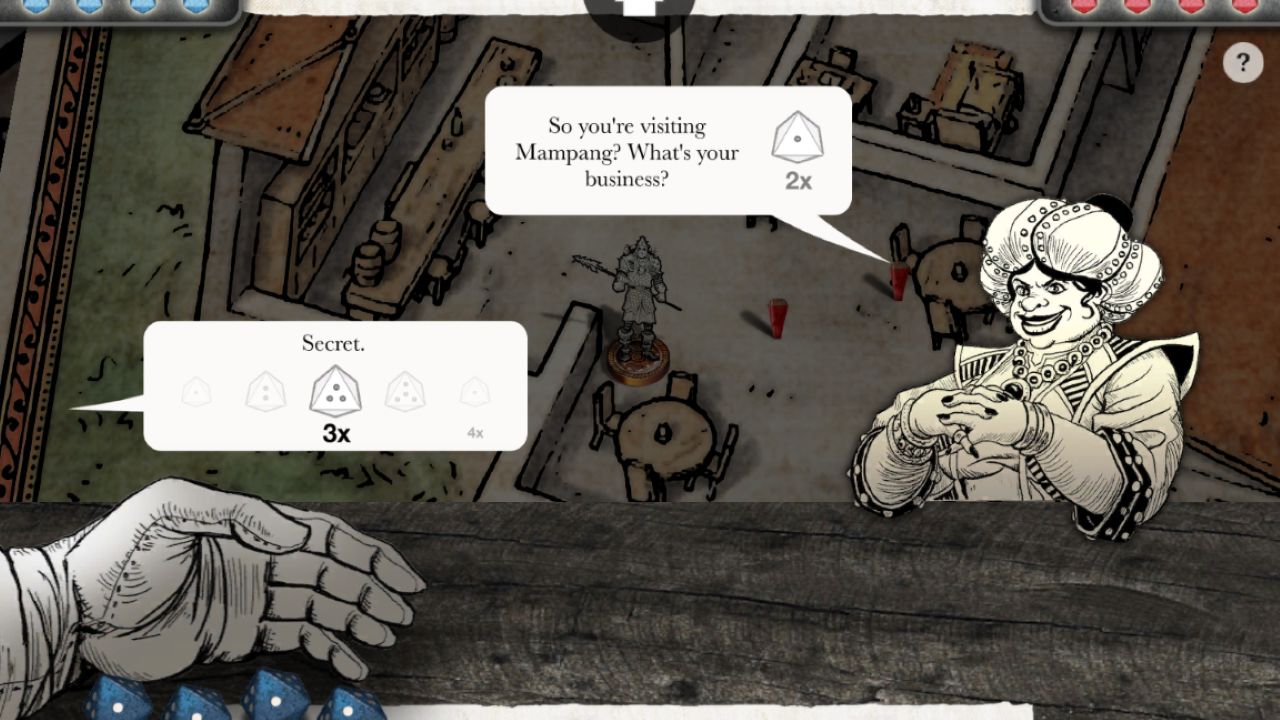 ?
So you're visiting
Mampang? What's your
business?
2x
Secret.
3x
4x